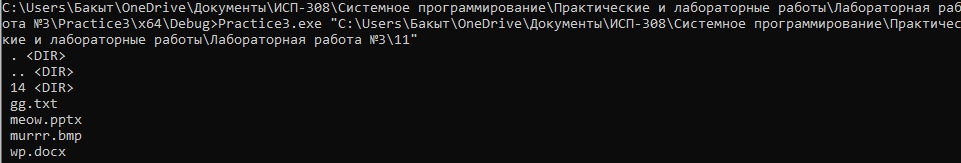 C:\Users\Бакыт\OneDrive\Документы\ИСП-308\Системное программирование\Практические и лабораторные работы\Лабораторная раб
ота №3\Practice3\x64\Debug>Practice3.exe "C:\Users\Бакыт\OneDrive\Документы\ИСП-308\Системное программирование\Практичес
кие и лабораторные работы\Лабораторная работа №3\11"
. <DIR>
.. <DIR>
14 <DIR>
gg.txt
meow.pptx
murrr.bmp
wp.docx